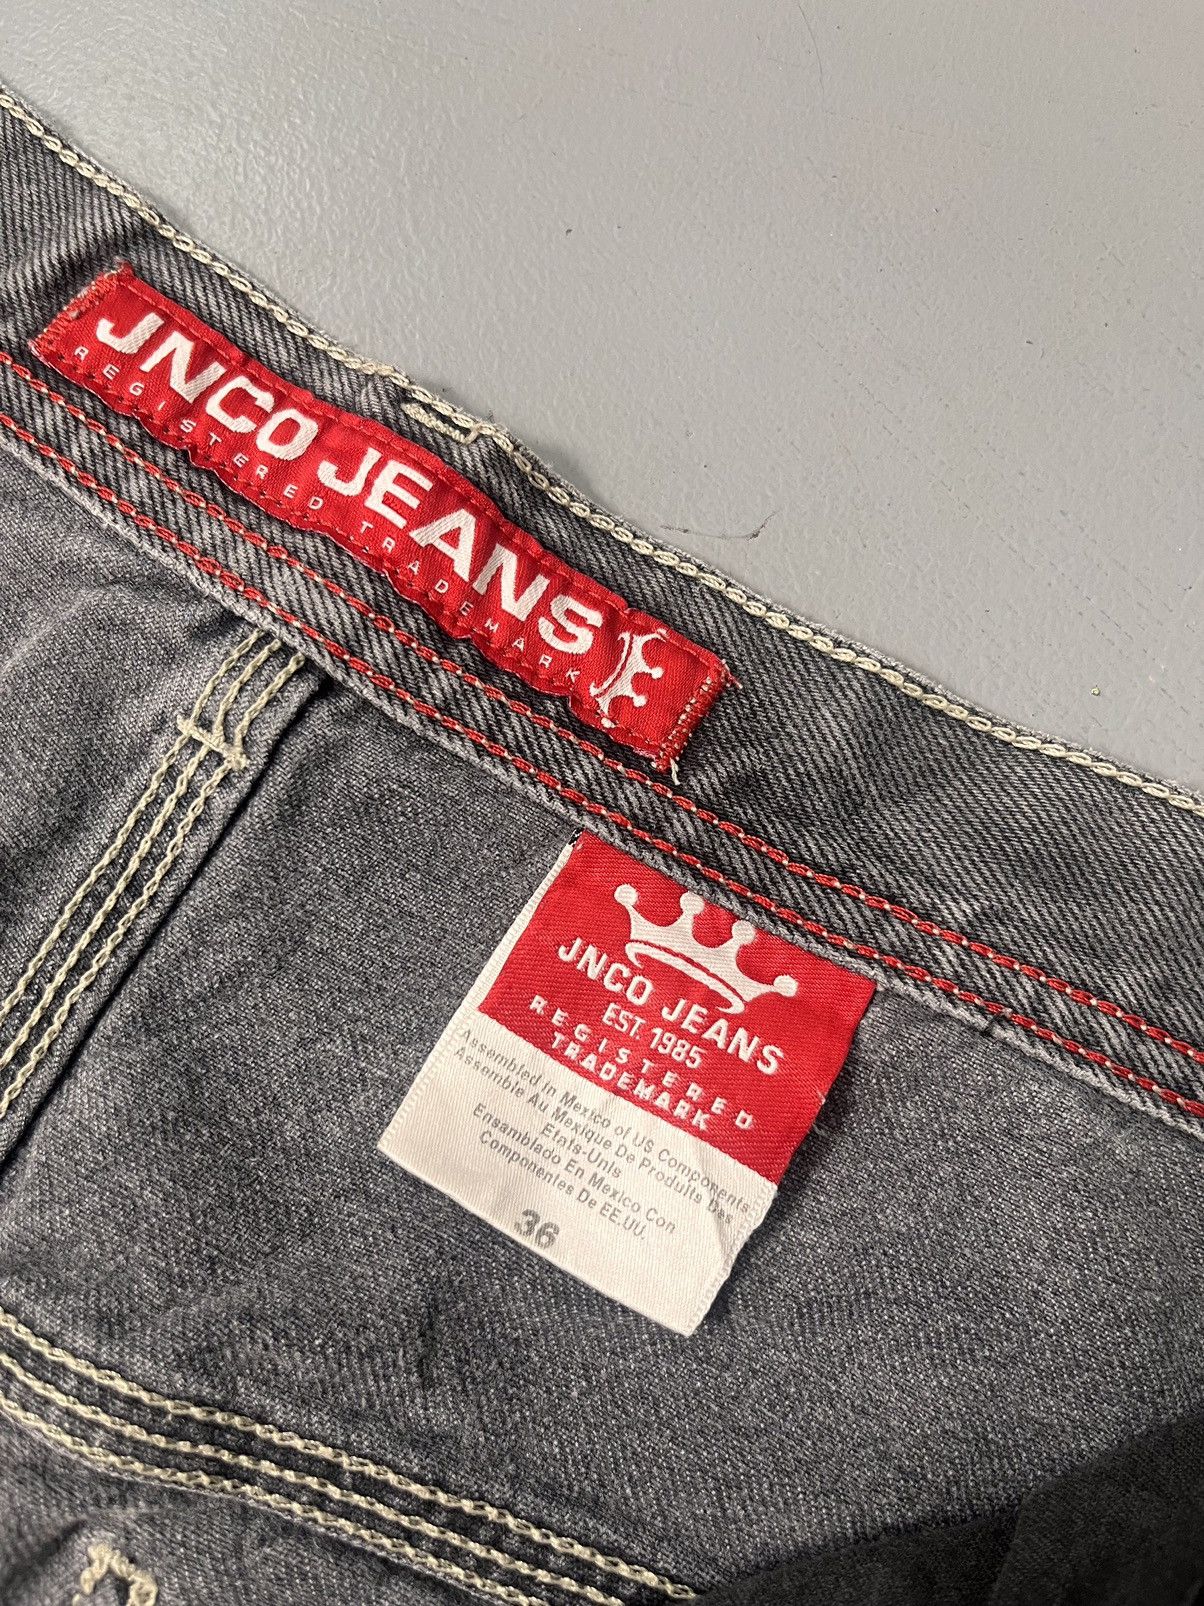 JNCO JEANS
REGISTERED TRADEMARK
JNCO JEANS
EST. 1985
REGISTERED
TRADEMARK
Assembled in Mexico of US Components
Assemble Au Mexique De Produits Des
Etats-Unis
Ensamblado En Mexico Con
Componentes De EE.UU.
36